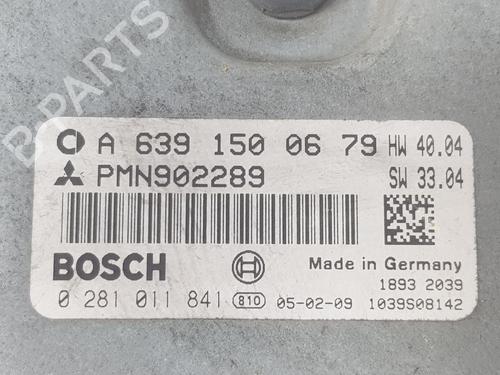 B-PARTS
A 639 150 06 79 HW 40.04
PMN902289 SW 33.04
BOSCH Made in Germany
1893 2039
0 281 011 841 810 05-02-09 1039S08142